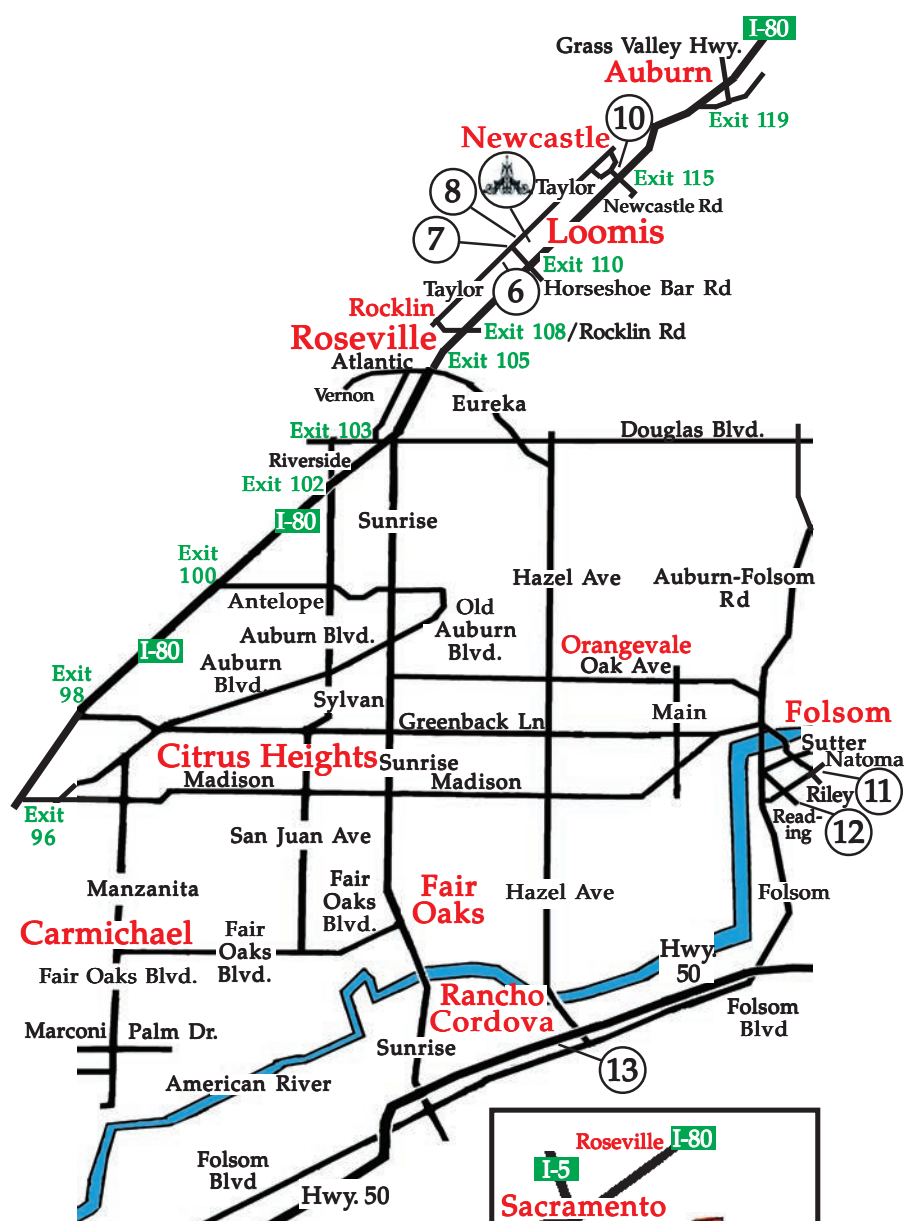 I-80
Grass Valley Hwy.
Auburn
Exit 119
10
Newcastle
Exit 115
8
Taylor
Newcastle Rd
7
Loomis
Exit 110
Taylor
6
Horseshoe Bar Rd
Rocklin
Exit 108/Rocklin Rd
Roseville
Atlantic
Exit 105
Vernon
Eureka
Exit 103
Douglas Blvd.
Riverside
Exit 102
I-80
Sunrise
Exit
100
Hazel Ave
Auburn-Folsom
Rd
Antelope
Old
Auburn
Blvd.
Auburn Blvd.
I-80
Auburn
Blvd.
Orangevale
Oak Ave
Exit
98
Sylvan
Main
Greenback Ln
Folsom
Citrus Heights
Sunrise
Sutter
Natoma
Madison
Madison
Riley
11
Exit
96
Read-
ing
12
San Juan Ave
Manzanita
Fair
Oaks
Blvd.
Fair
Oaks
Hazel Ave
Folsom
Carmichael
Fair
Oaks
Blvd.
Fair Oaks Blvd.
Hwy.
50
Rancho
Cordova
Folsom
Blvd
Marconi
Palm Dr.
Sunrise
13
American River
Roseville
I-80
I-5
Folsom
Blvd
Hwy. 50
Sacramento